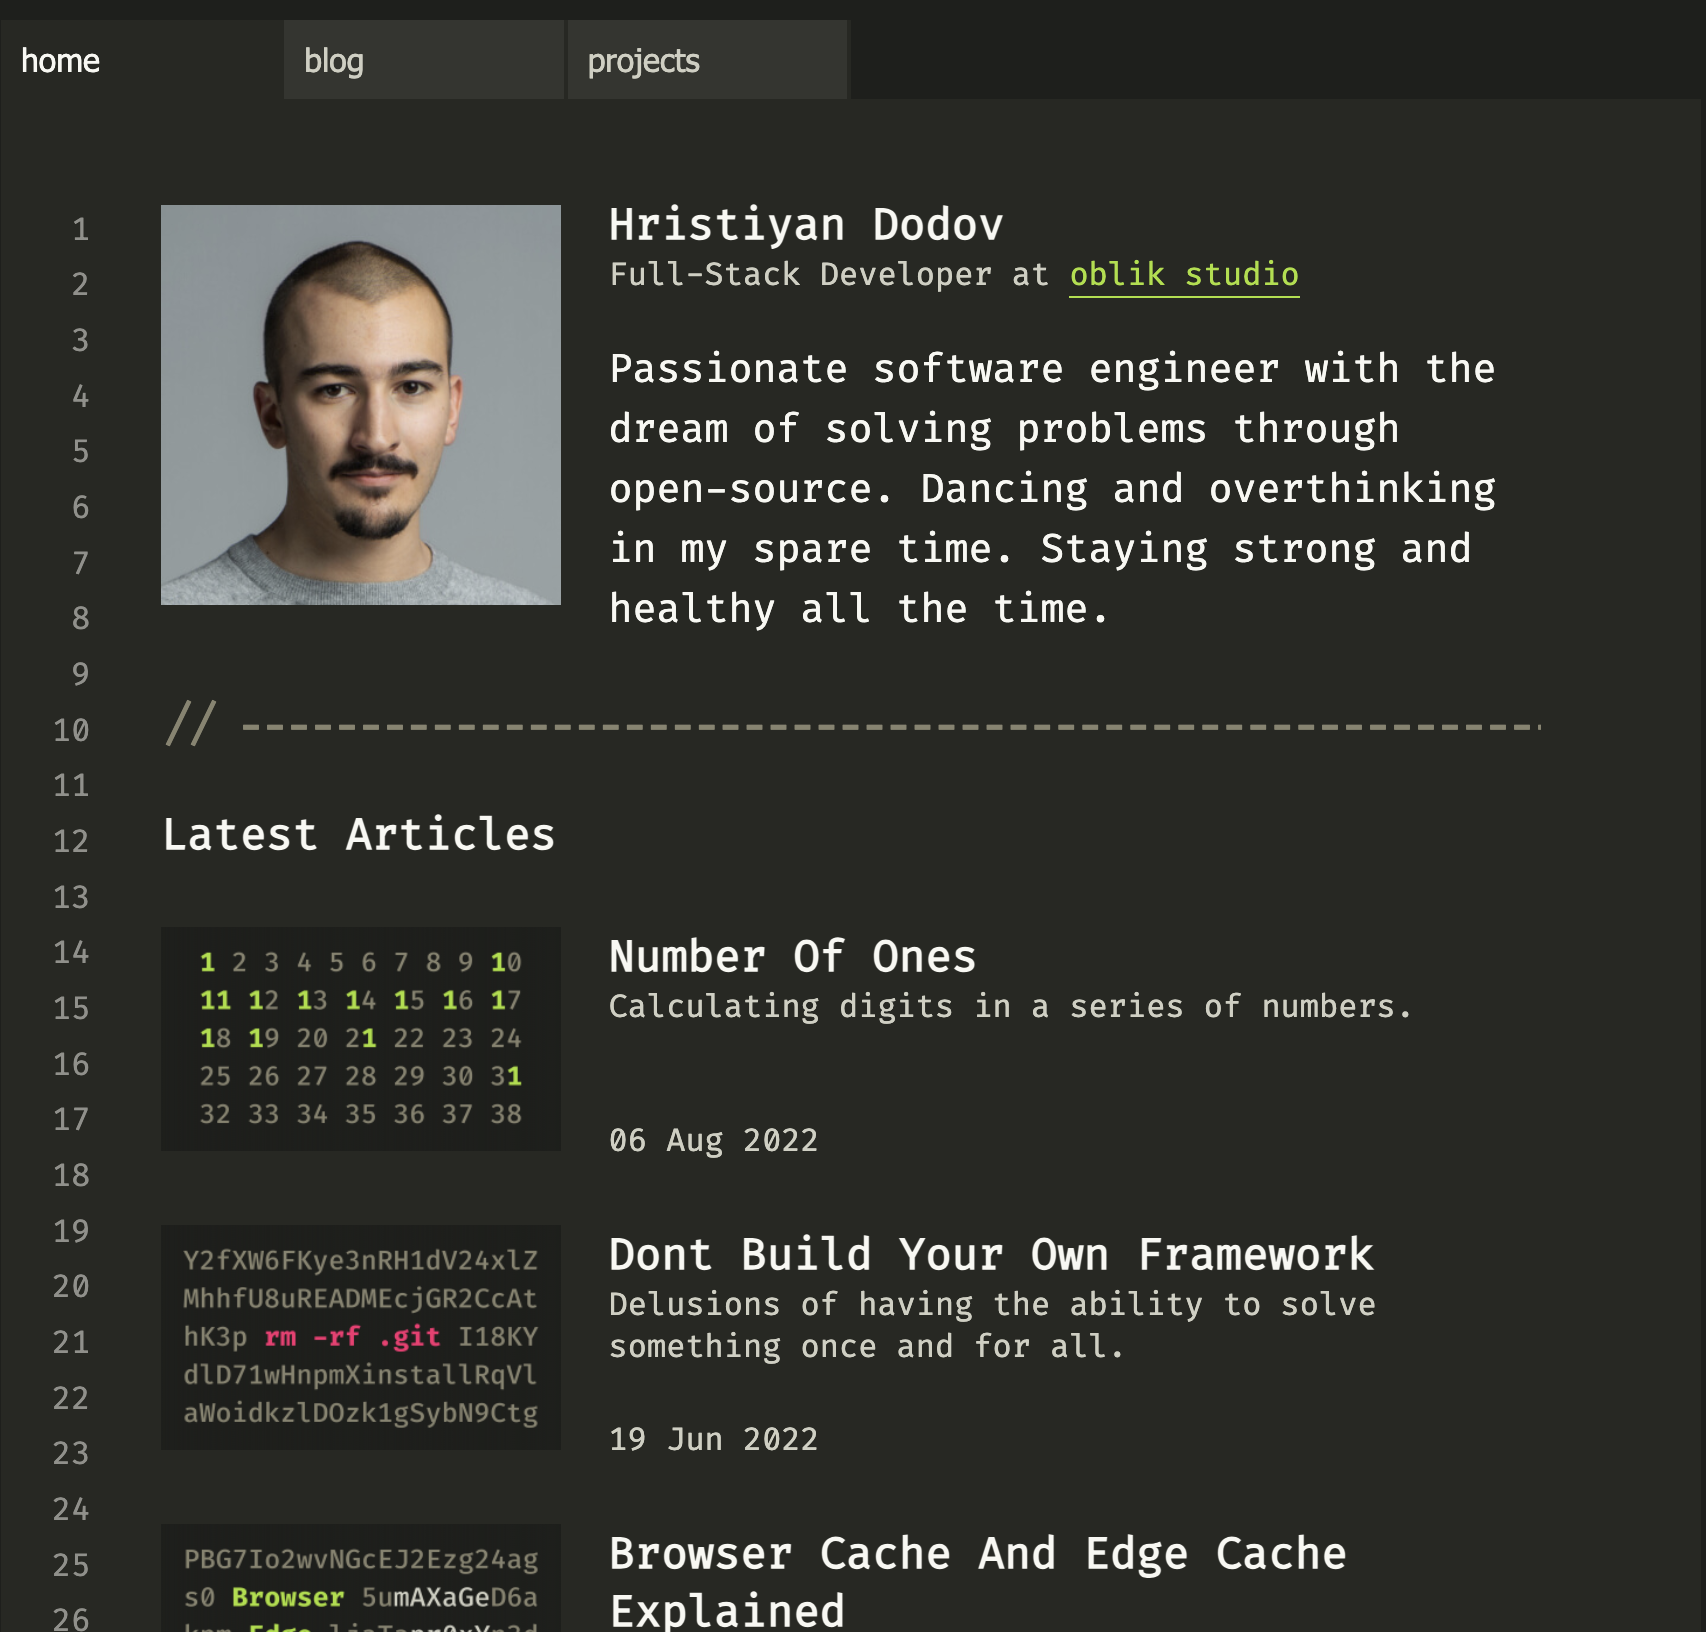 home
blog
projects
1
2
3
4
5
6
7
8
9
10
11
12
13
14
15
16
17
18
19
20
21
22
23
24
25
26
Hristiyan Dodov
Full-Stack Developer at oblik studio
Passionate software engineer with the
dream of solving problems through
open-source. Dancing and overthinking
in my spare time. Staying strong and
healthy all the time.
//
Latest Articles
1 2 3 4 5 6 7 8 9 10
11 12 13 14 15 16 17
18 19 20 21 22 23 24
25 26 27 28 29 30 31
32 33 34 35 36 37 38
Number Of Ones
Calculating digits in a series of numbers.
06 Aug 2022
Y2fXW6FKye3nRH1dV24xlZ
MhhfU8uREADMEcjGR2CcAt
hK3p rm -rf .git I18KY
dlD71wHnpmXinstallRqVl
aWoidkzlDOzk1gSybN9Ctg
Dont Build Your Own Framework
Delusions of having the ability to solve
something once and for all.
19 Jun 2022
PBG7Io2wvNGcEJ2Ezg24ag
s0 Browser 5umAXaGeD6a
Edge
Browser Cache And Edge Cache
Explained